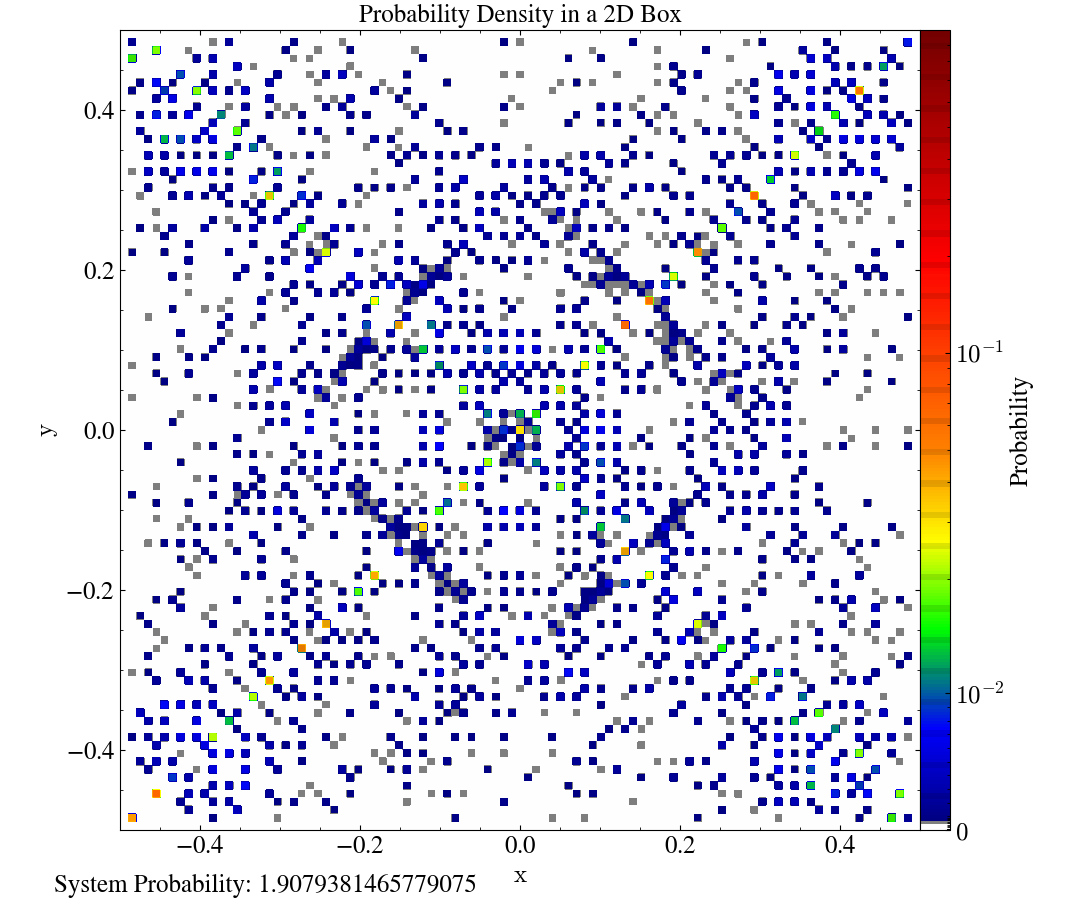 Probability Density in a 2D Box
0.4
0.2
0.0
−0.2
−0.4
y
−0.4 −0.2 0.0 0.2 0.4
x
10⁻¹
10⁻²
0
Probability
System Probability: 1.9079381465779075